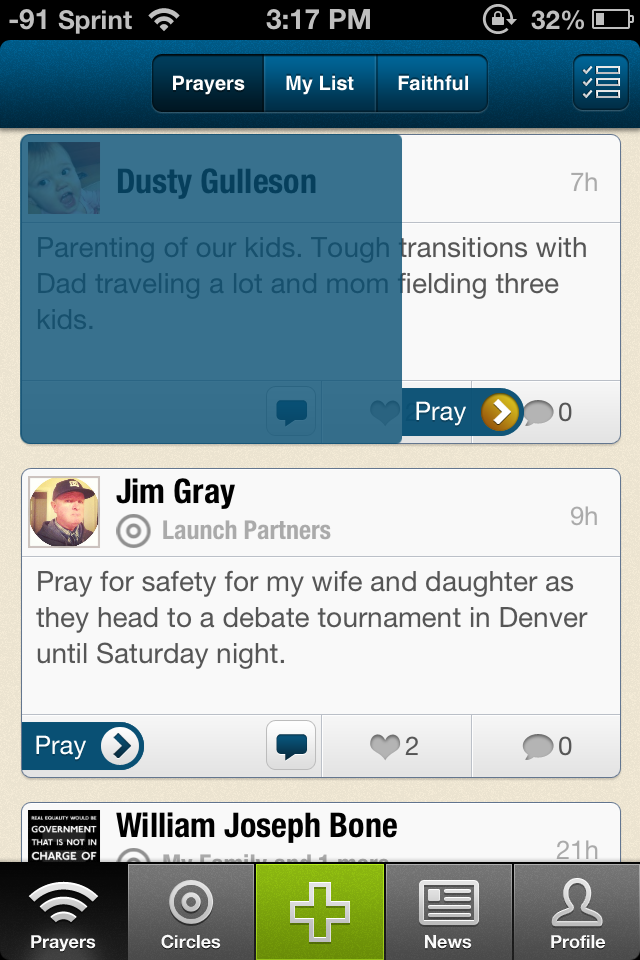 -91 Sprint 3:17 PM 32%
Prayers My List Faithful
Dusty Gulleson 7h
Parenting of our kids. Tough transitions with
Dad traveling a lot and mom fielding three
kids.
Pray 0
Jim Gray
Launch Partners 9h
Pray for safety for my wife and daughter as
they head to a debate tournament in Denver
until Saturday night.
Pray 2 0
REAL EQUALITY WOULD BE
GOVERNMENT
THAT IS NOT IN
CHARGE OF
William Joseph Bone
My Family and 1 more 21h
Prayers Circles News Profile